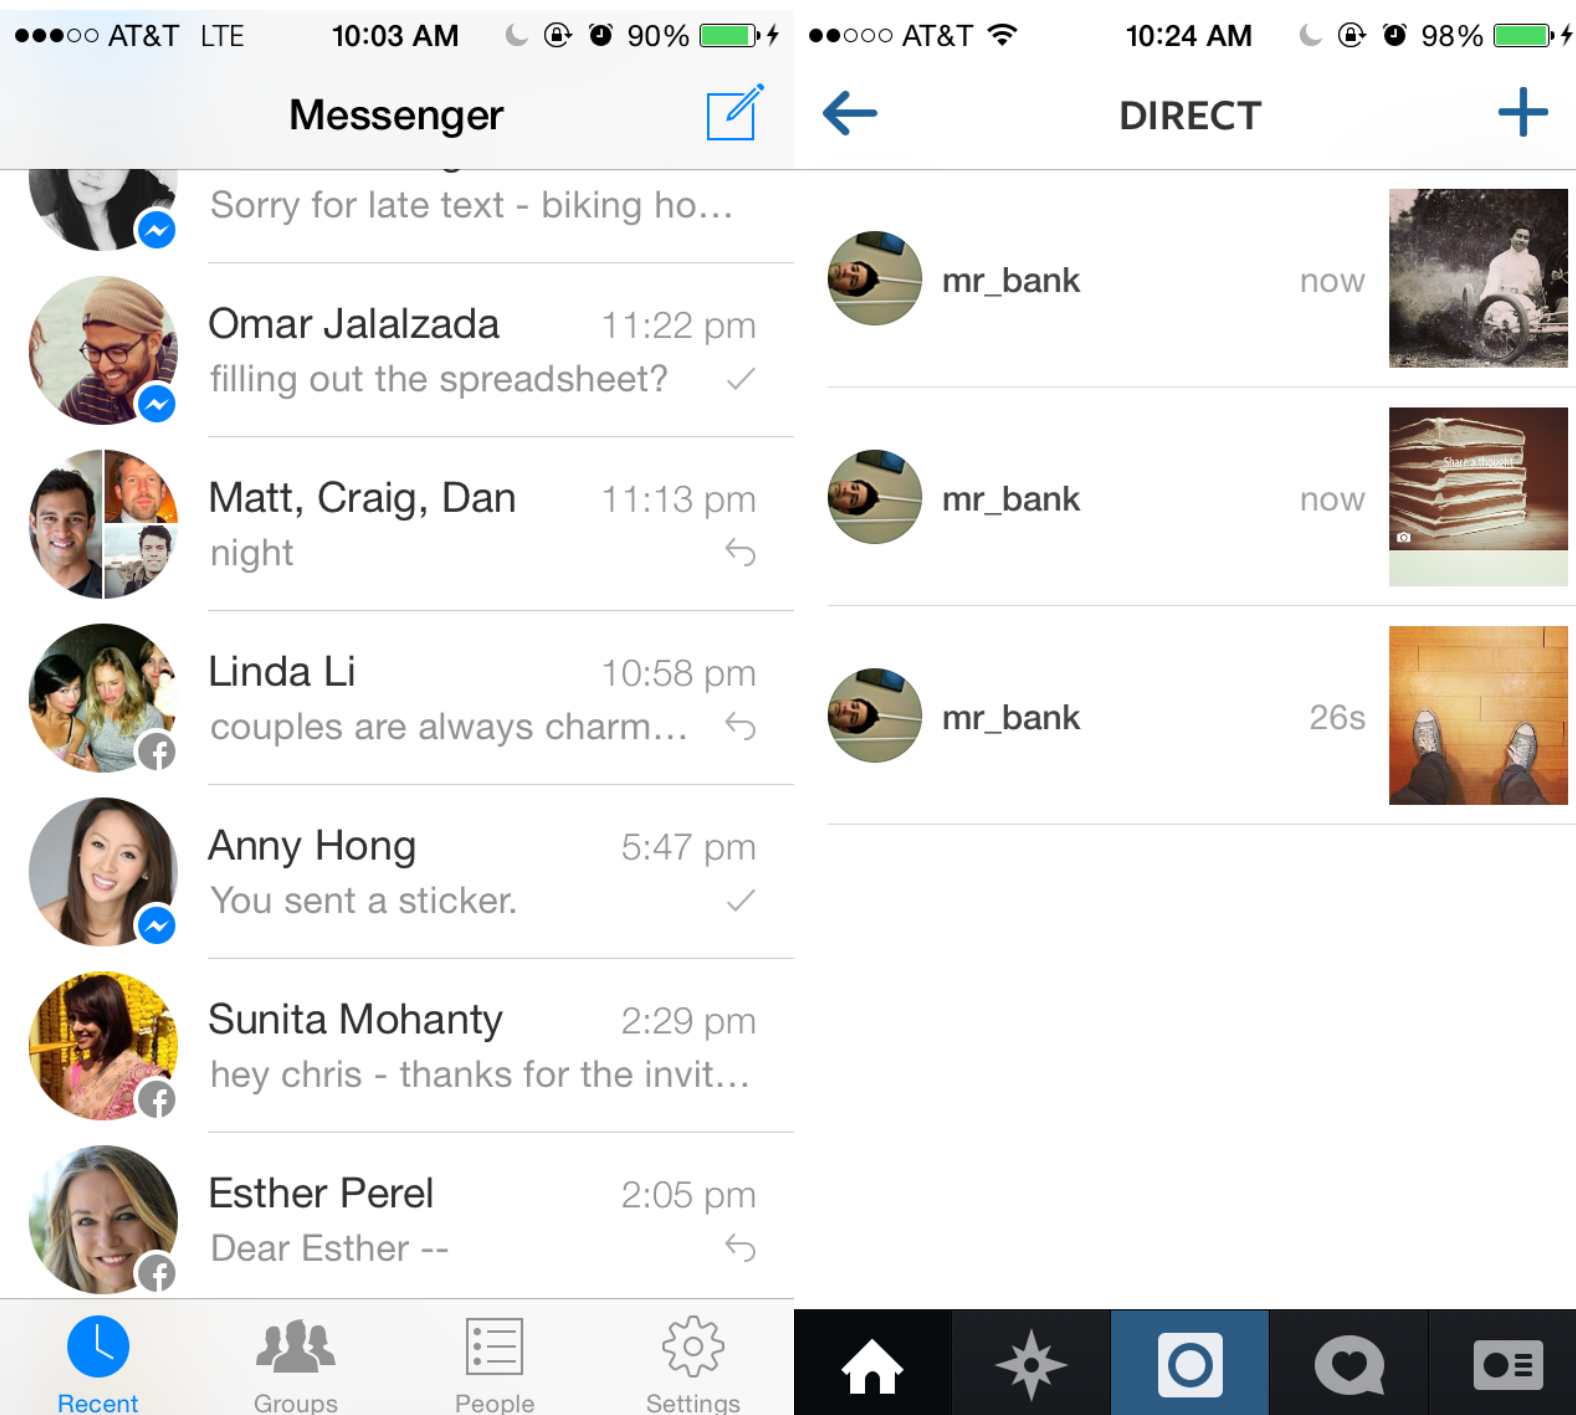 AT&T LTE 10:03 AM 90%
Messenger
Sorry for late text - biking ho...
Omar Jalalzada 11:22 pm
filling out the spreadsheet?
Matt, Craig, Dan 11:13 pm
night
Linda Li 10:58 pm
couples are always charm...
Anny Hong 5:47 pm
You sent a sticker.
Sunita Mohanty 2:29 pm
hey chris - thanks for the invit...
Esther Perel 2:05 pm
Dear Esther --
Recent Groups People Settings
AT&T 10:24 AM 98%
DIRECT
mr_bank now
mr_bank now
Share a thought
mr_bank 26s